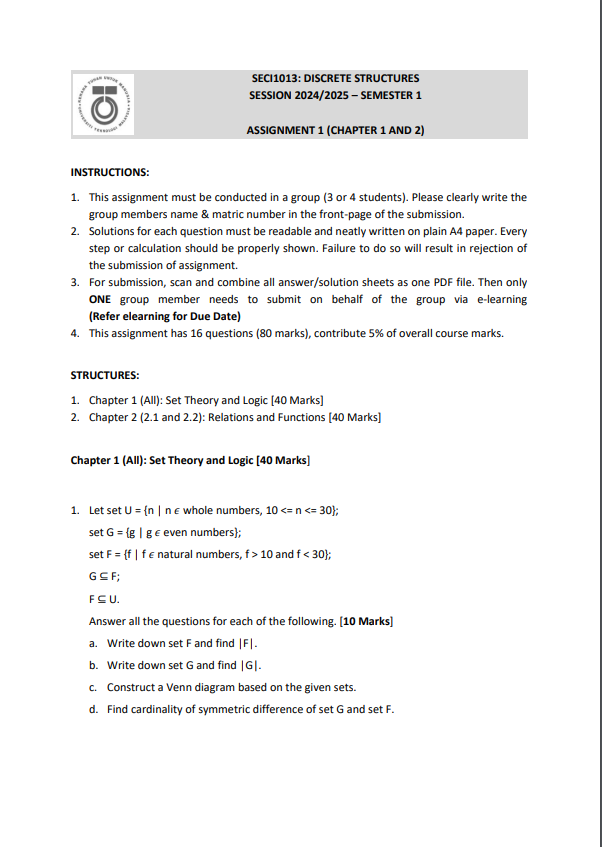 SECI1013: DISCRETE STRUCTURES
SESSION 2024/2025 – SEMESTER 1
ASSIGNMENT 1 (CHAPTER 1 AND 2)
INSTRUCTIONS:
1. This assignment must be conducted in a group (3 or 4 students). Please clearly write the
group members name & matric number in the front-page of the submission.
2. Solutions for each question must be readable and neatly written on plain A4 paper. Every
step or calculation should be properly shown. Failure to do so will result in rejection of
the submission of assignment.
3. For submission, scan and combine all answer/solution sheets as one PDF file. Then only
ONE group member needs to submit on behalf of the group via e-learning
(Refer elearning for Due Date)
4. This assignment has 16 questions (80 marks), contribute 5% of overall course marks.
STRUCTURES:
1. Chapter 1 (All): Set Theory and Logic [40 Marks]
2. Chapter 2 (2.1 and 2.2): Relations and Functions [40 Marks]
Chapter 1 (All): Set Theory and Logic [40 Marks]
1. Let set U = {n | n ϵ whole numbers, 10 <= n <= 30};
set G = {g | g ϵ even numbers};
set F = {f | f ϵ natural numbers, f > 10 and f < 30};
G ⊆ F;
F ⊆ U.
Answer all the questions for each of the following. [10 Marks]
a. Write down set F and find |F|.
b. Write down set G and find |G|.
c. Construct a Venn diagram based on the given sets.
d. Find cardinality of symmetric difference of set G and set F.